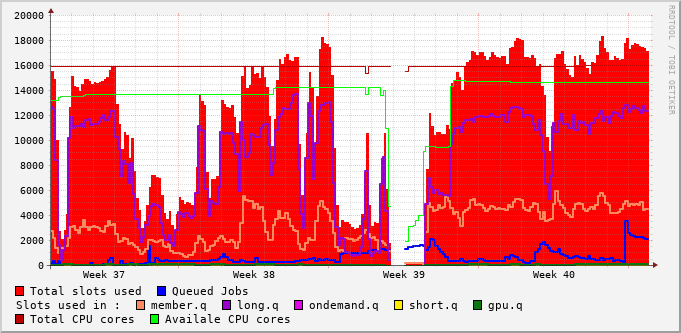 20000
18000
16000
14000
12000
10000
8000
6000
4000
2000
0
Week 37 Week 38 Week 39 Week 40
RRDTOOL / TOBI OETIKER
Total slots used Queued Jobs
Slots used in : member.q long.q ondemand.q short.q gpu.q
Total CPU cores Availale CPU cores